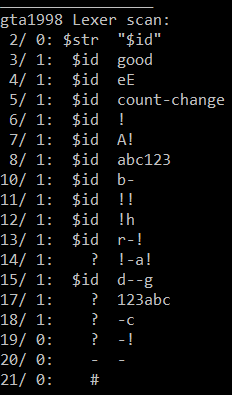 gta1998 Lexer scan:
2/ 0: $str "$id"
3/ 1: $id good
4/ 1: $id eE
5/ 1: $id count-change
6/ 1: $id !
7/ 1: $id A!
8/ 1: $id abc123
10/ 1: $id b-
11/ 1: $id !!
12/ 1: $id !h
13/ 1: $id r-!
14/ 1: ? !-a!
15/ 1: $id d--g
17/ 1: ? 123abc
18/ 1: ? -c
19/ 0: ? -!
20/ 0: - -
21/ 0: #